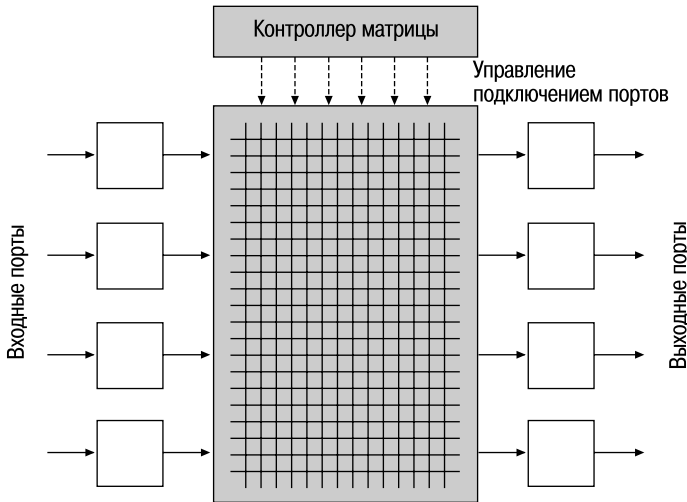 Контроллер матрицы
Управление
подключением портов
Входные порты
Выходные порты